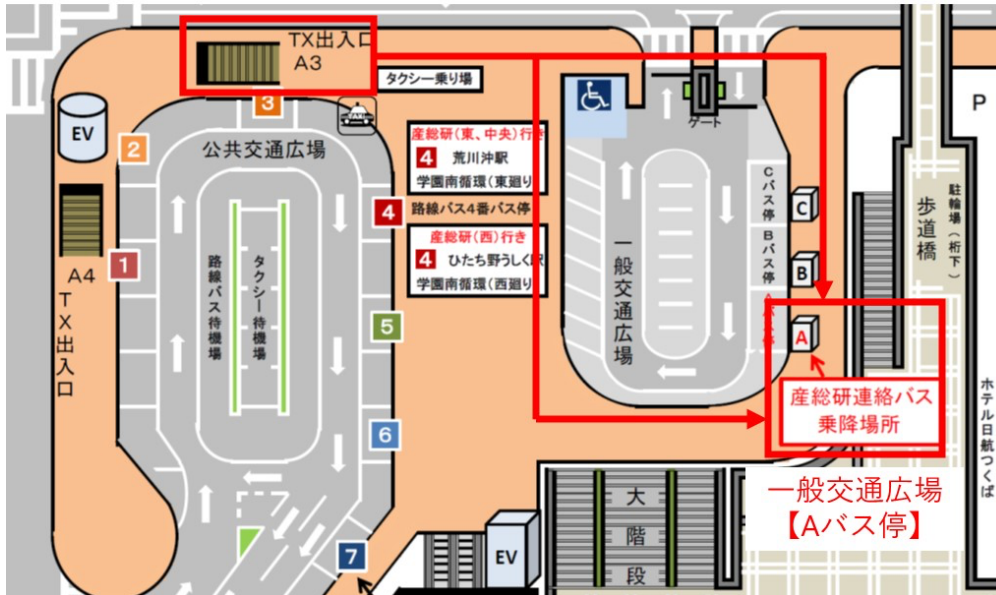 TX出入口
A3
タクシー乗り場
EV
2
3
公共交通広場
産総研(東、中央)行き
4 荒川沖駅
学園南循環(東廻り)
4 路線バス4番バス停
産総研(西)行き
4 ひたち野うしく駅
学園南循環(西廻り)
1
A4
TX出入口
路線バス待機場
タクシー待機場
5
6
7
ゲート
一般交通広場
Cバス停
C
Bバス停
B
Aバス停
A
産総研連絡バス
乗降場所
一般交通広場
【Aバス停】
P
駐輪場(桁下)
歩道橋
ホテル日航つくば
大階段
EV